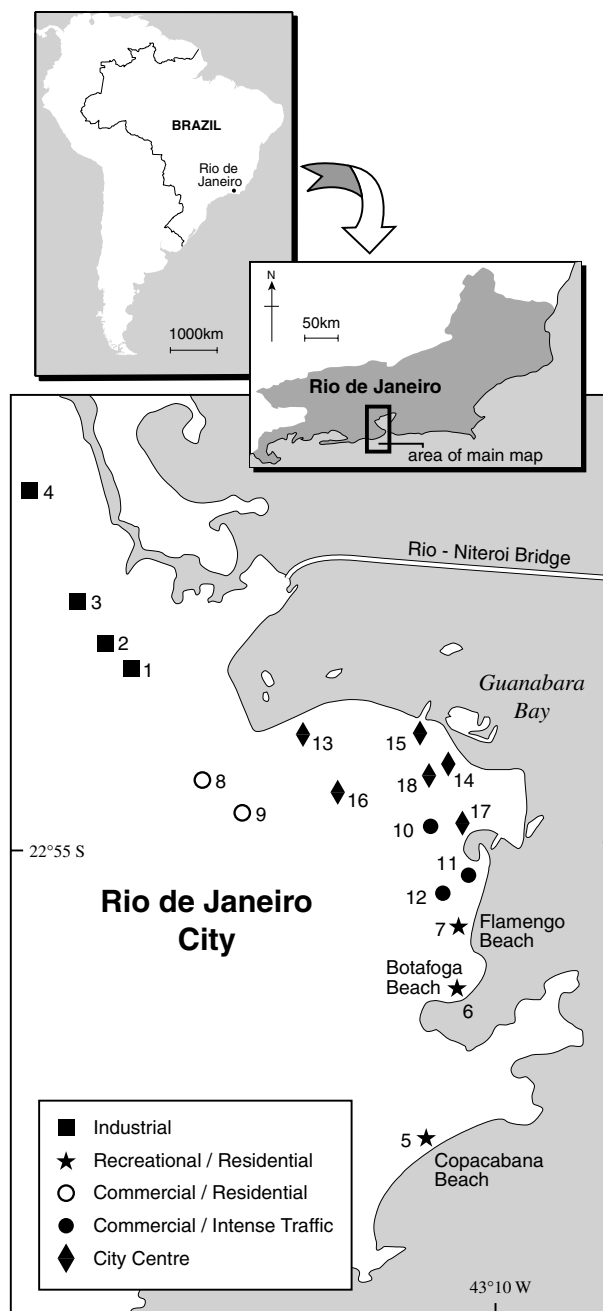 BRAZIL
Rio de
Janeiro
1000km
N
50km
Rio de Janeiro
area of main map
4
Rio - Niteroi Bridge
3
2
1
Guanabara
Bay
13
15
14
18
8
16
9
10
17
22°55 S
11
12
Rio de Janeiro
City
7
Flamengo
Beach
Botafoga
Beach
6
5
Copacabana
Beach
Industrial
Recreational / Residential
Commercial / Residential
Commercial / Intense Traffic
City Centre
43°10 W